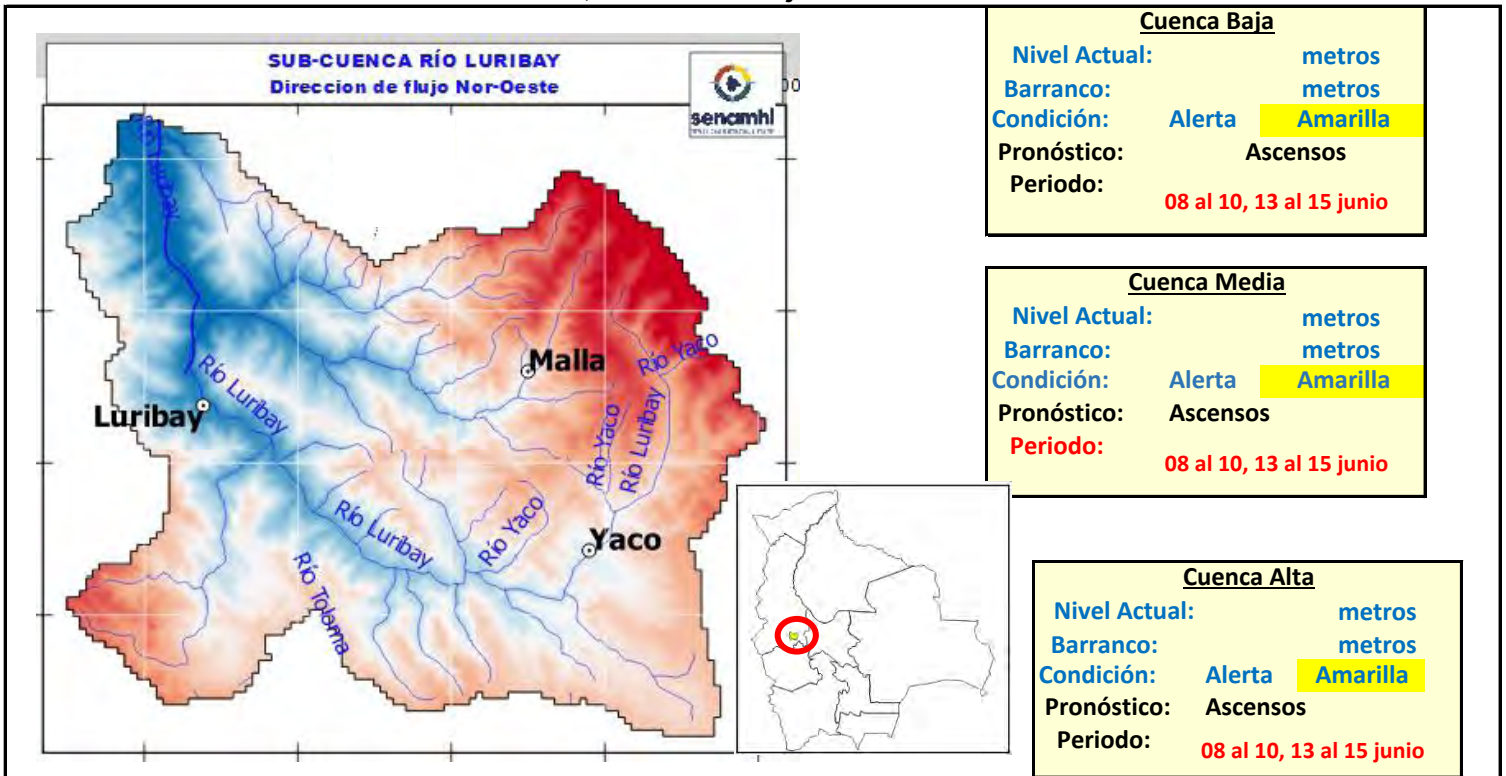 SUB-CUENCA RÍO LURIBAY
Direccion de flujo Nor-Oeste
senamhi
00
Río Luribay
Malla
Río Yaco
Luribay
Río Luribay
Río Yaco
Río Luribay
Río Luribay
Río Yaco
Yaco
Río Tolama
Cuenca Baja
Nivel Actual: metros
Barranco: metros
Condición: Alerta Amarilla
Pronóstico: Ascensos
Periodo:
08 al 10, 13 al 15 junio
Cuenca Media
Nivel Actual: metros
Barranco: metros
Condición: Alerta Amarilla
Pronóstico: Ascensos
Periodo:
08 al 10, 13 al 15 junio
Cuenca Alta
Nivel Actual: metros
Barranco: metros
Condición: Alerta Amarilla
Pronóstico: Ascensos
Periodo:
08 al 10, 13 al 15 junio